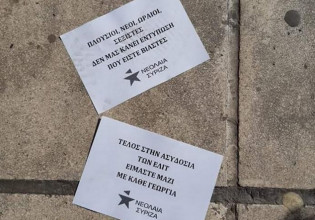 ΠΛΟΥΣΙΟΙ, ΝΕΟΙ, ΩΡΑΙΟΙ,
ΣΕΞΙΣΤΕΣ
ΔΕΝ ΜΑΣ ΚΑΝΕΙ ΕΝΤΥΠΩΣΗ
ΠΟΥ ΕΙΣΤΕ ΒΙΑΣΤΕΣ
ΝΕΟΛΑΙΑ
ΣΥΡΙΖΑ
ΤΕΛΟΣ ΣΤΗΝ ΑΣΥΔΟΣΙΑ
ΤΩΝ ΕΛΙΤ
ΕΙΜΑΣΤΕ ΜΑΖΙ
ΜΕ ΚΑΘΕ ΓΕΩΡΓΙΑ
ΝΕΟΛΑΙΑ
ΣΥΡΙΖΑ